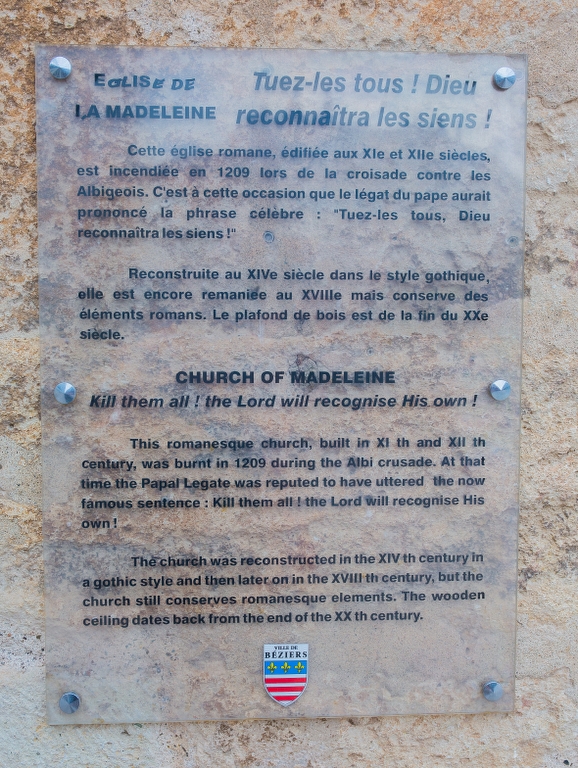 EGLISE DE
LA MADELEINE
Tuez-les tous ! Dieu
reconnaîtra les siens !
Cette église romane, édifiée aux XIe et XIIe siècles,
est incendiée en 1209 lors de la croisade contre les
Albigeois. C'est à cette occasion que le légat du pape aurait
prononcé la phrase célèbre : "Tuez-les tous, Dieu
reconnaîtra les siens !"
Reconstruite au XIVe siècle dans le style gothique,
elle est encore remaniée au XVIIIe mais conserve des
éléments romans. Le plafond de bois est de la fin du XXe
siècle.
CHURCH OF MADELEINE
Kill them all ! the Lord will recognise His own !
This romanesque church, built in XI th and XII th
century, was burnt in 1209 during the Albi crusade. At that
time the Papal Legate was reputed to have uttered the now
famous sentence : Kill them all ! the Lord will recognise His
own !
The church was reconstructed in the XIV th century in
a gothic style and then later on in the XVIII th century, but the
church still conserves romanesque elements. The wooden
ceiling dates back from the end of the XX th century.
VILLE DE
BÉZIERS